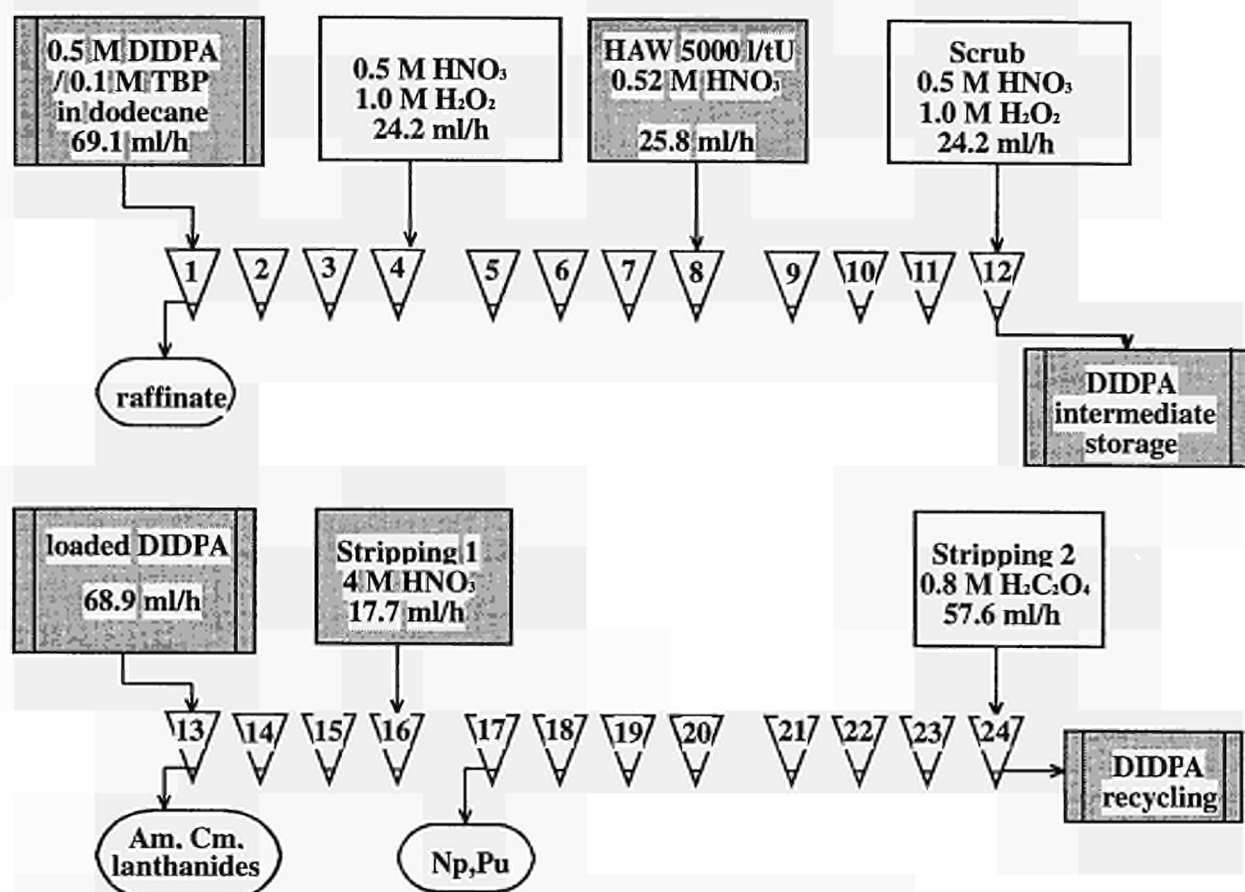 0.5 M DIDPA
/0.1 M TBP
in dodecane
69.1 ml/h
0.5 M HNO₃
1.0 M H₂O₂
24.2 ml/h
HAW 5000 l/tU
0.52 M HNO₃
25.8 ml/h
Scrub
0.5 M HNO₃
1.0 M H₂O₂
24.2 ml/h
1 2 3 4 5 6 7 8 9 10 11 12
raffinate
DIDPA
intermediate
storage
loaded DIDPA
68.9 ml/h
Stripping 1
4 M HNO₃
17.7 ml/h
Stripping 2
0.8 M H₂C₂O₄
57.6 ml/h
13 14 15 16 17 18 19 20 21 22 23 24
Am. Cm.
lanthanides
Np,Pu
DIDPA
recycling